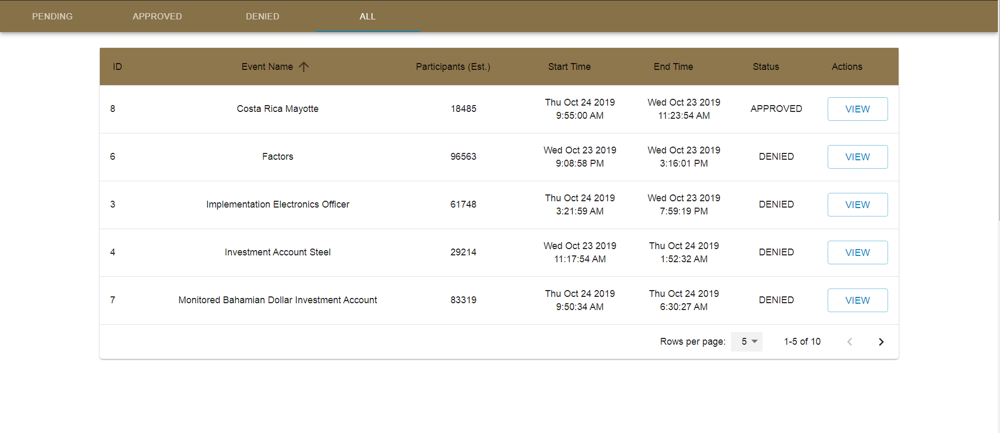 PENDING APPROVED DENIED ALL
ID Event Name Participants (Est.) Start Time End Time Status Actions
8 Costa Rica Mayotte 18485 Thu Oct 24 2019 9:55:00 AM Wed Oct 23 2019 11:23:54 AM APPROVED VIEW
6 Factors 96563 Wed Oct 23 2019 9:08:58 PM Wed Oct 23 2019 3:16:01 PM DENIED VIEW
3 Implementation Electronics Officer 61748 Thu Oct 24 2019 3:21:59 AM Wed Oct 23 2019 7:59:19 PM DENIED VIEW
4 Investment Account Steel 29214 Wed Oct 23 2019 11:17:54 AM Thu Oct 24 2019 1:52:32 AM DENIED VIEW
7 Monitored Bahamian Dollar Investment Account 83319 Thu Oct 24 2019 9:50:34 AM Thu Oct 24 2019 6:30:27 AM DENIED VIEW
Rows per page: 5 1-5 of 10